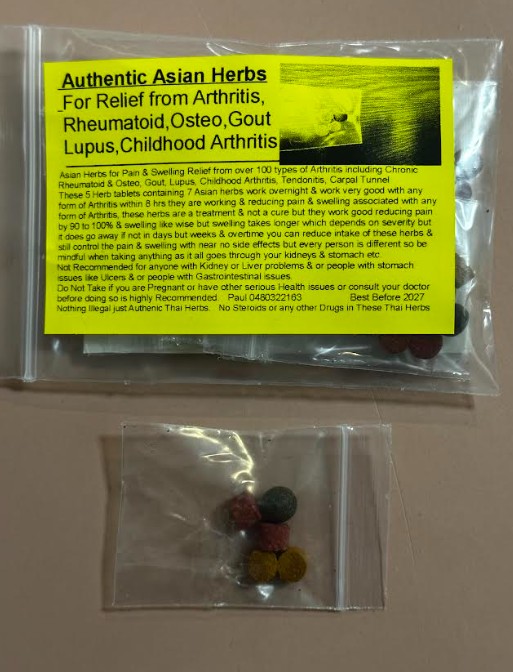 Authentic Asian Herbs
For Relief from Arthritis,
Rheumatoid,Osteo,Gout
Lupus,Childhood Arthritis
Asian Herbs for Pain & Swelling Relief from over 100 types of Arthritis including Chronic
Rheumatoid & Osteo, Gout, Lupus, Childhood Arthritis, Tendonitis, Carpal Tunnel
These 5 Herb tablets containing 7 Asian herbs work overnight & work very good with any
form of Arthritis within 8 hrs they are working & reducing pain & swelling associated with any
form of Arthritis, these herbs are a treatment & not a cure but they work good reducing pain
by 90 to 100% & swelling like wise but swelling takes longer which depends on severity but
it does go away if not in days but weeks & overtime you can reduce intake of these herbs &
still control the pain & swelling with near no side effects but every person is different so be
mindful when taking anything as it all goes through your kidneys & stomach etc
Not Recommended for anyone with Kidney or Liver problems & or people with stomach
issues like Ulcers & or people with Gastrointestinal issues.
Do Not Take if you are Pregnant or have other serious Health issues or consult your doctor
before doing so is highly Recommended. Paul 0480322163 Best Before 2027
Nothing Illegal just Authenic Thai Herbs. No Steroids or any other Drugs in These Thai Herbs